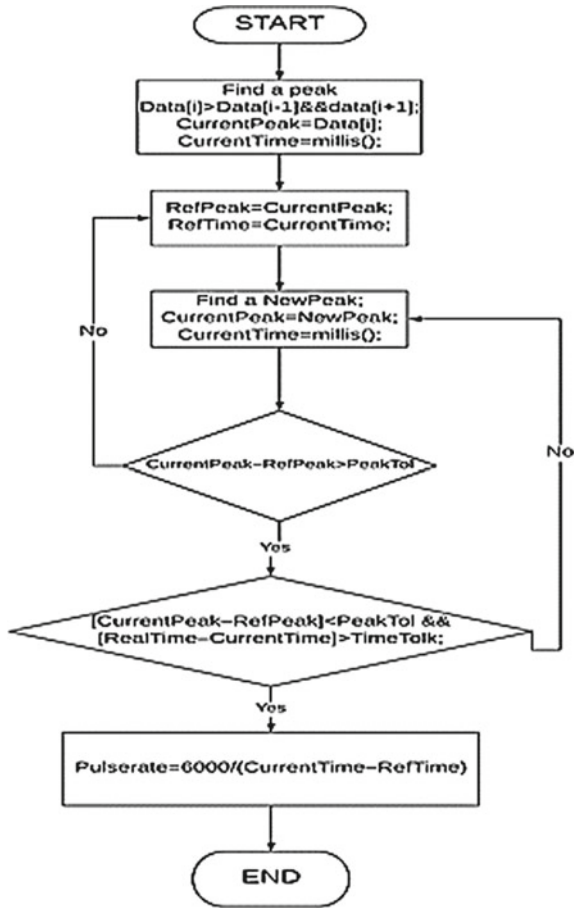 START
Find a peak
Data[i]>Data[i-1]&&data[i+1];
CurrentPeak=Data[i];
CurrentTime=millis();
RefPeak=CurrentPeak;
RefTime=CurrentTime;
Find a NewPeak;
CurrentPeak=NewPeak;
CurrentTime=millis();
No
CurrentPeak-RefPeak>PeakTol
No
Yes
[CurrentPeak-RefPeak]<PeakTol &&
[RealTime-CurrentTime]>TimeTolk;
Yes
Pulserate=6000/(CurrentTime-RefTime)
END